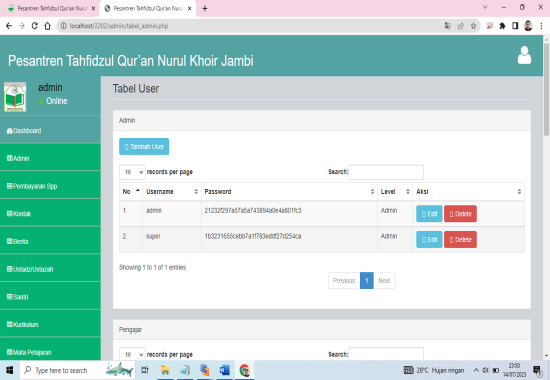 Pesantren Tahfidzul Qur'an Nurul
Pesantren Tahfidzul Qur'an Nurul
localhost:2202/admin/tabel_admin.php
Pesantren Tahfidzul Qur'an Nurul Khoir Jambi
admin
Online
Dashboard
Admin
Pembayaran Spp
Kontak
Berita
Ustadz/Ustazah
Santri
Kurikulum
Mata Pelajaran
Tabel User
Admin
Tambah User
10 records per page Search:
No Username Password Level Aksi
1. admin 21232f297a57a5a743894a0e4a801fc3 Admin Edit Delete
2. super 1b3231655cebb7a1f783eddf27d254ca Admin Edit Delete
Showing 1 to 1 of 1 entries
Previous 1 Next
Pengajar
10 records per page Search:
Type here to search
28°C Hujan ringan
23:50
14/07/2023